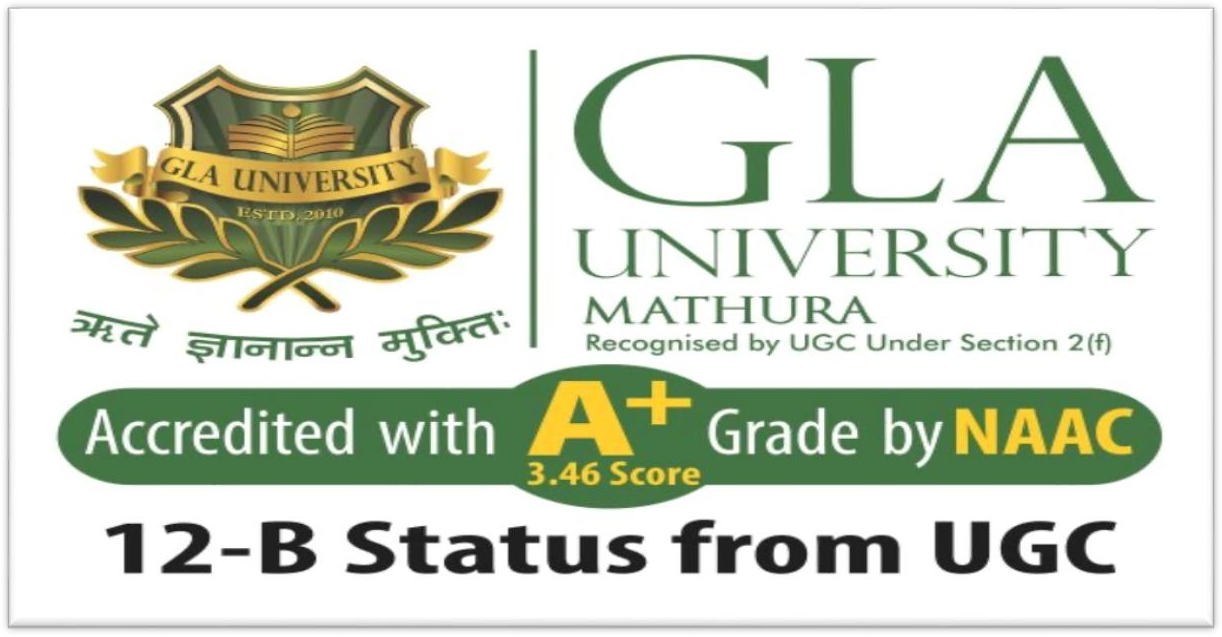 GLA UNIVERSITY
ESTD. 2010
ऋते ज्ञानान्न मुक्तिः
GLA
UNIVERSITY
MATHURA
Recognised by UGC Under Section 2(f)
Accredited with A+ Grade by NAAC
3.46 Score
12-B Status from UGC